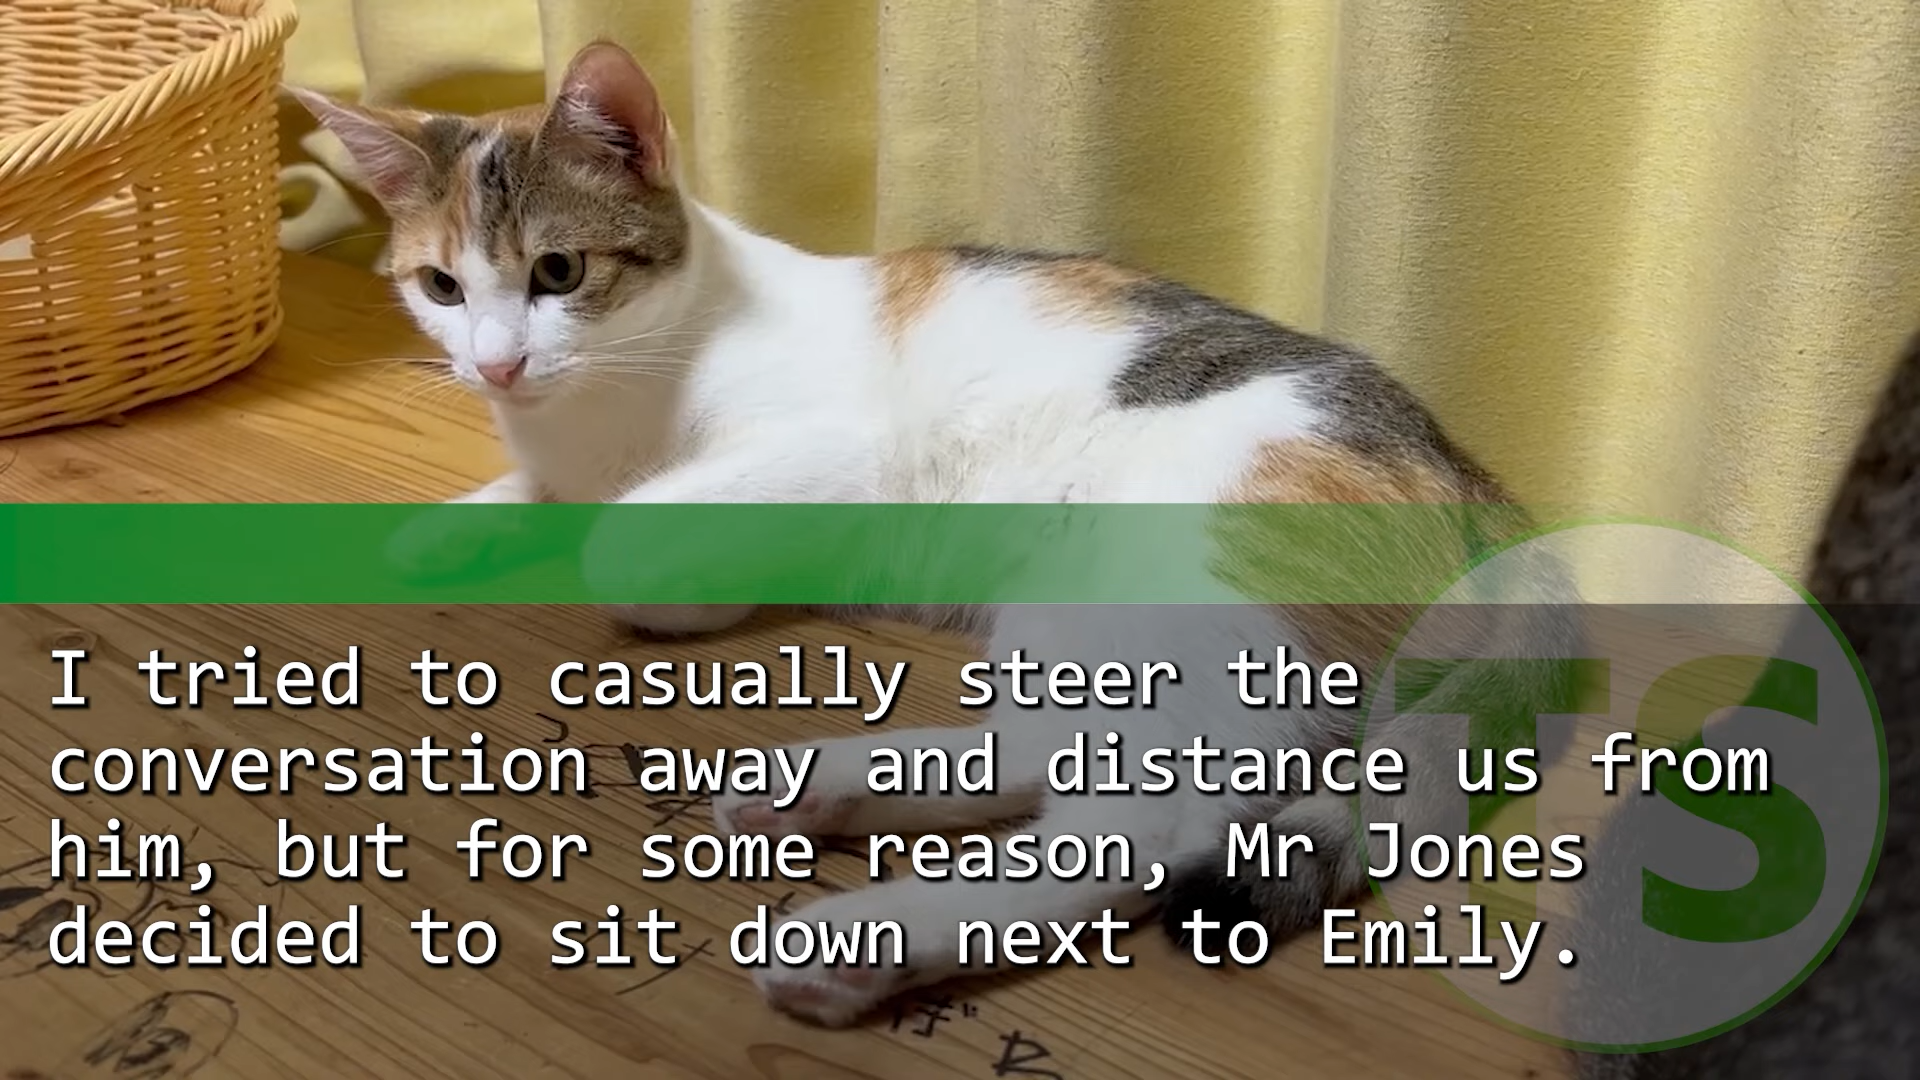 I tried to casually steer the
conversation away and distance us from
him, but for some reason, Mr Jones
decided to sit down next to Emily.
TS